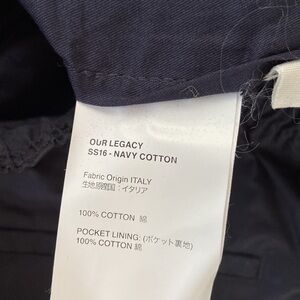 OUR LEGACY
SS16 - NAVY COTTON
Fabric Origin ITALY
生地原産国：イタリア
100% COTTON 綿
POCKET LINING: (ポケット裏地)
100% COTTON 綿